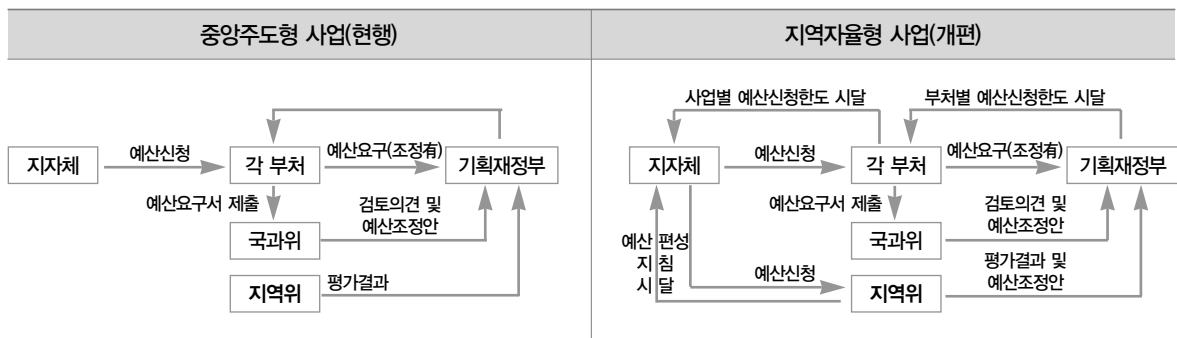 중앙주도형 사업(현행)
지역자율형 사업(개편)
지자체
예산신청
각 부처
예산요구(조정有)
기획재정부
예산요구서 제출
검토의견 및
예산조정안
국과위
지역위
평가결과
사업별 예산신청한도 시달
부처별 예산신청한도 시달
지자체
예산신청
각 부처
예산요구(조정有)
기획재정부
예산요구서 제출
검토의견 및
예산조정안
국과위
예산 편성
지 침
시 달
예산신청
지역위
평가결과 및
예산조정안